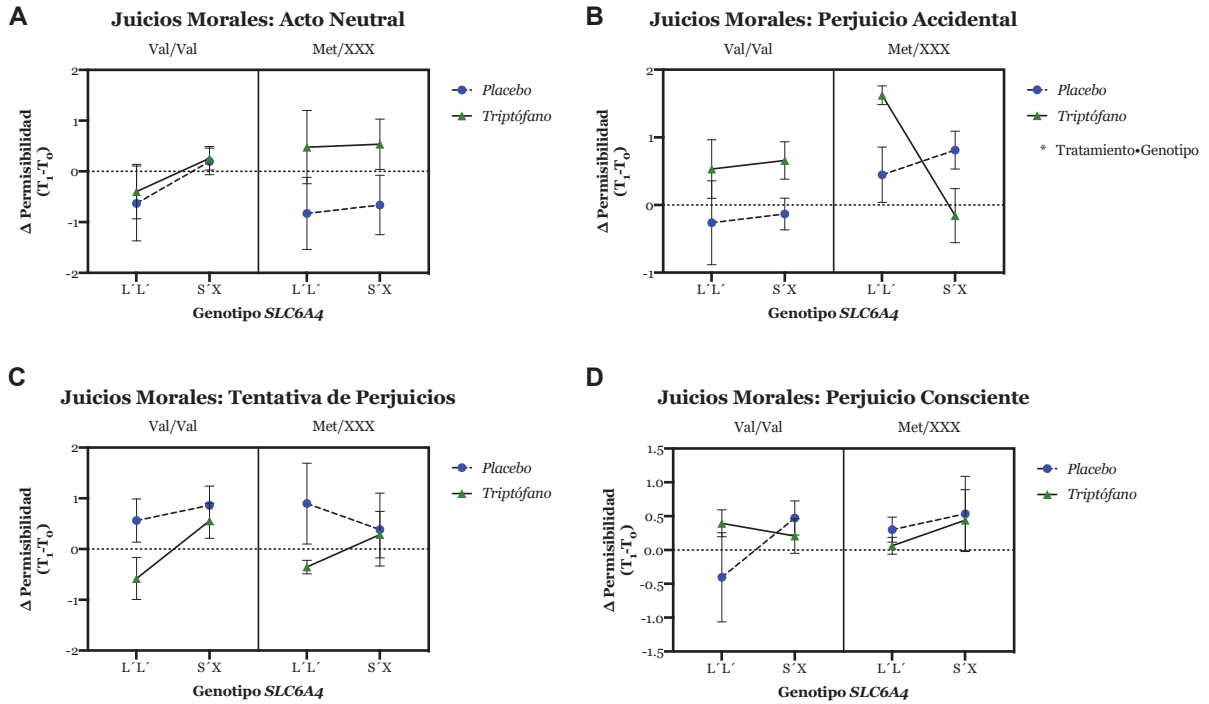 A
Juicios Morales: Acto Neutral
Val/Val
Met/XXX
2
1
0
-1
-2
Δ Permisibilidad
(T₁-T₀)
L´L´
S´X
L´L´
S´X
Genotipo SLC6A4
Placebo
Triptófano
B
Juicios Morales: Perjuicio Accidental
Val/Val
Met/XXX
2
1
0
-1
Δ Permisibilidad
(T₁-T₀)
L´L´
S´X
L´L´
S´X
Genotipo SLC6A4
Placebo
Triptófano
* Tratamiento•Genotipo
C
Juicios Morales: Tentativa de Perjuicios
Val/Val
Met/XXX
2
1
0
-1
-2
Δ Permisibilidad
(T₁-T₀)
L´L´
S´X
L´L´
S´X
Genotipo SLC6A4
Placebo
Triptófano
D
Juicios Morales: Perjuicio Consciente
Val/Val
Met/XXX
1.5
1.0
0.5
0.0
-0.5
-1.0
-1.5
Δ Permisibilidad
(T₁-T₀)
L´L´
S´X
L´L´
S´X
Genotipo SLC6A4
Placebo
Triptófano